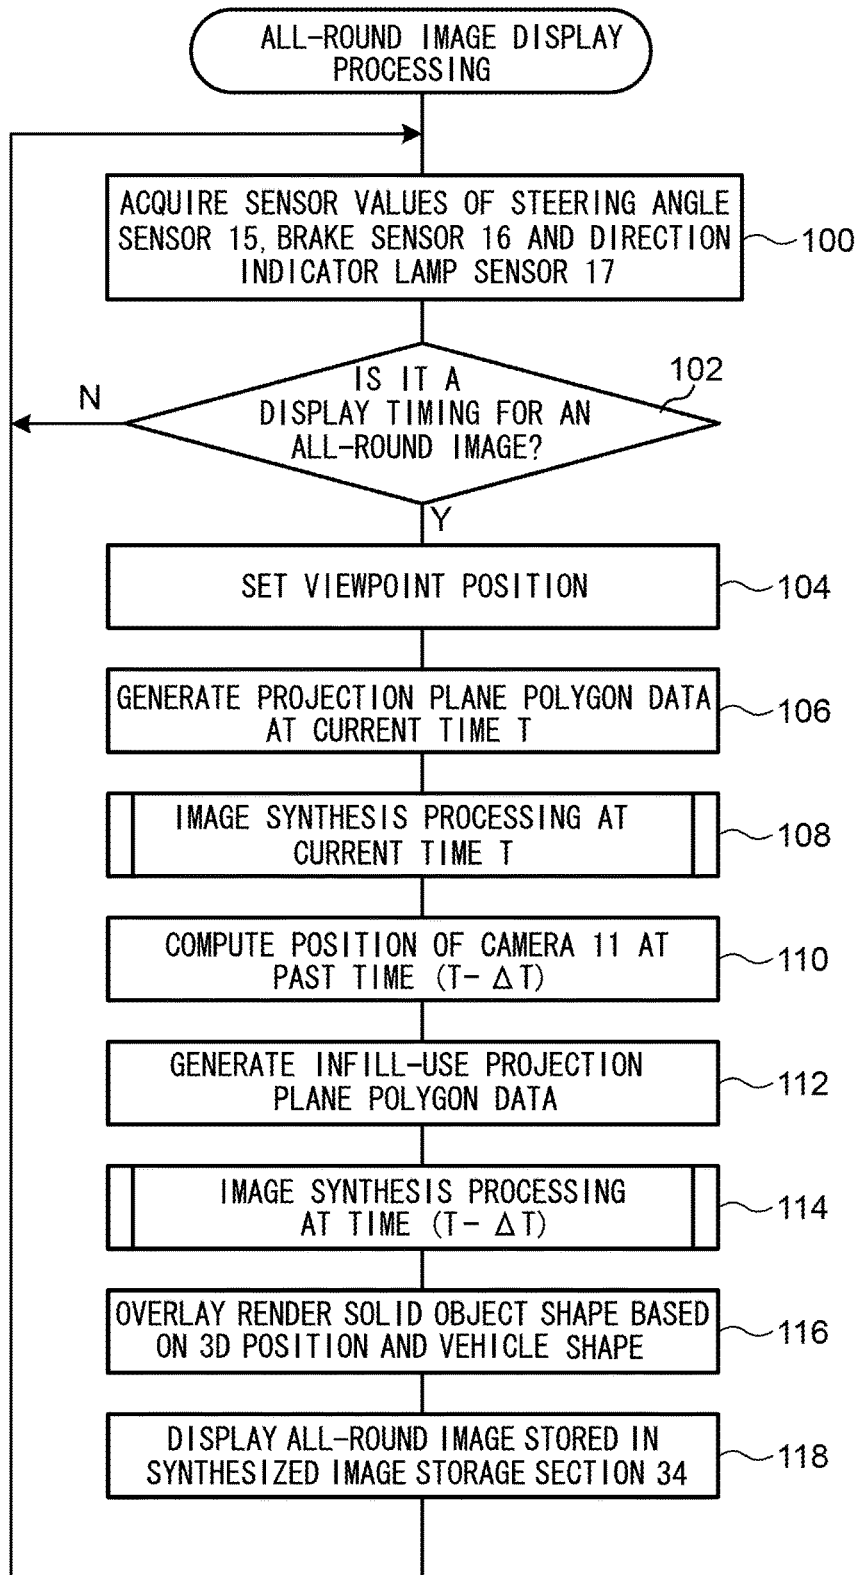 ALL-ROUND IMAGE DISPLAY
PROCESSING
ACQUIRE SENSOR VALUES OF STEERING ANGLE
SENSOR 15, BRAKE SENSOR 16 AND DIRECTION
INDICATOR LAMP SENSOR 17
100
IS IT A
DISPLAY TIMING FOR AN
ALL-ROUND IMAGE?
102
N
Y
SET VIEWPOINT POSITION
104
GENERATE PROJECTION PLANE POLYGON DATA
AT CURRENT TIME T
106
IMAGE SYNTHESIS PROCESSING AT
CURRENT TIME T
108
COMPUTE POSITION OF CAMERA 11 AT
PAST TIME (T- ΔT)
110
GENERATE INFILL-USE PROJECTION
PLANE POLYGON DATA
112
IMAGE SYNTHESIS PROCESSING
AT TIME (T- ΔT)
114
OVERLAY RENDER SOLID OBJECT SHAPE BASED
ON 3D POSITION AND VEHICLE SHAPE
116
DISPLAY ALL-ROUND IMAGE STORED IN
SYNTHESIZED IMAGE STORAGE SECTION 34
118